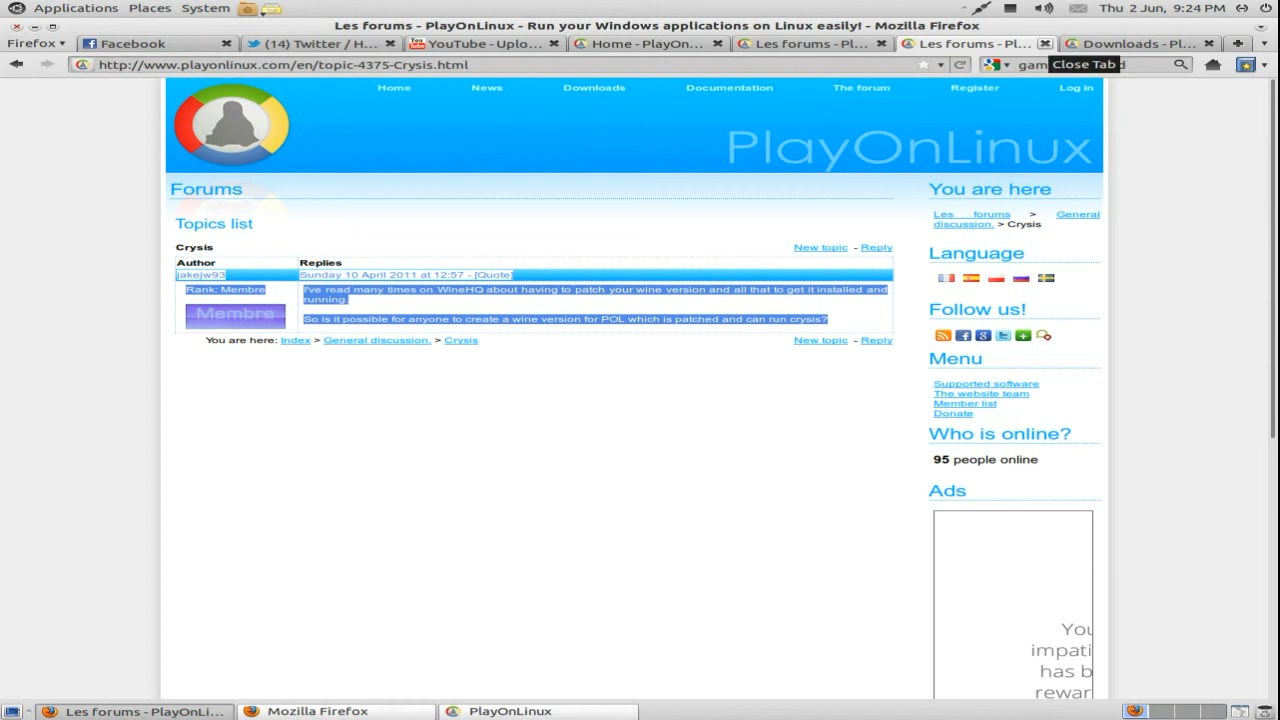 Applications Places System Thu 2 Jun, 9:24 PM
Les forums - PlayOnLinux - Run your Windows applications on Linux easily! - Mozilla Firefox
Firefox Facebook (14) Twitter / H... YouTube - Uplo... Home - PlayOn... Les forums - Pl... Les forums - Pl... Downloads - Pl...
http://www.playonlinux.com/en/topic-4375-Crysis.html Close Tab
Home News Downloads Documentation The forum Register Log in
PlayOnLinux
Forums
Topics list
Crysis New topic - Reply
Author Replies
jakejw93 Sunday 10 April 2011 at 12:57 - [Quote]
Rank: Membre
Membre
I've read many times on WineHQ about having to patch your wine version and all that to get it installed and
running.
So is it possible for anyone to create a wine version for POL which is patched and can run crysis?
You are here: Index > General discussion. > Crysis New topic - Reply
You are here
Les forums > General
discussion. > Crysis
Language
Follow us!
Menu
Supported software
The website team
Member list
Donate
Who is online?
95 people online
Ads
You
impati
has b
rewar
Les forums - PlayOnLi... Mozilla Firefox PlayOnLinux